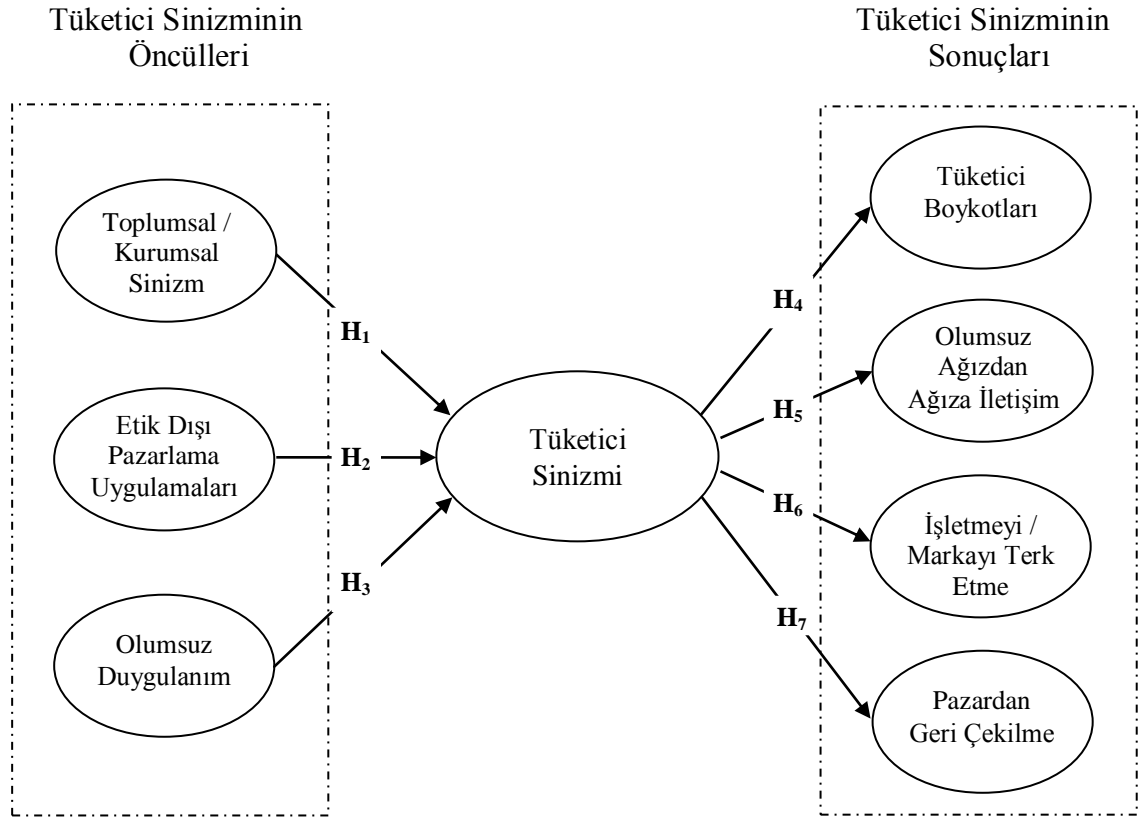 Tüketici Sinizminin
Öncülleri
Toplumsal /
Kurumsal
Sinizm
Etik Dışı
Pazarlama
Uygulamaları
Olumsuz
Duygulanım
H₁
H₂
H₃
Tüketici
Sinizmi
H₄
H₅
H₆
H₇
Tüketici Sinizminin
Sonuçları
Tüketici
Boykotları
Olumsuz
Ağızdan
Ağıza İletişim
İşletmeyi /
Markayı Terk
Etme
Pazardan
Geri Çekilme